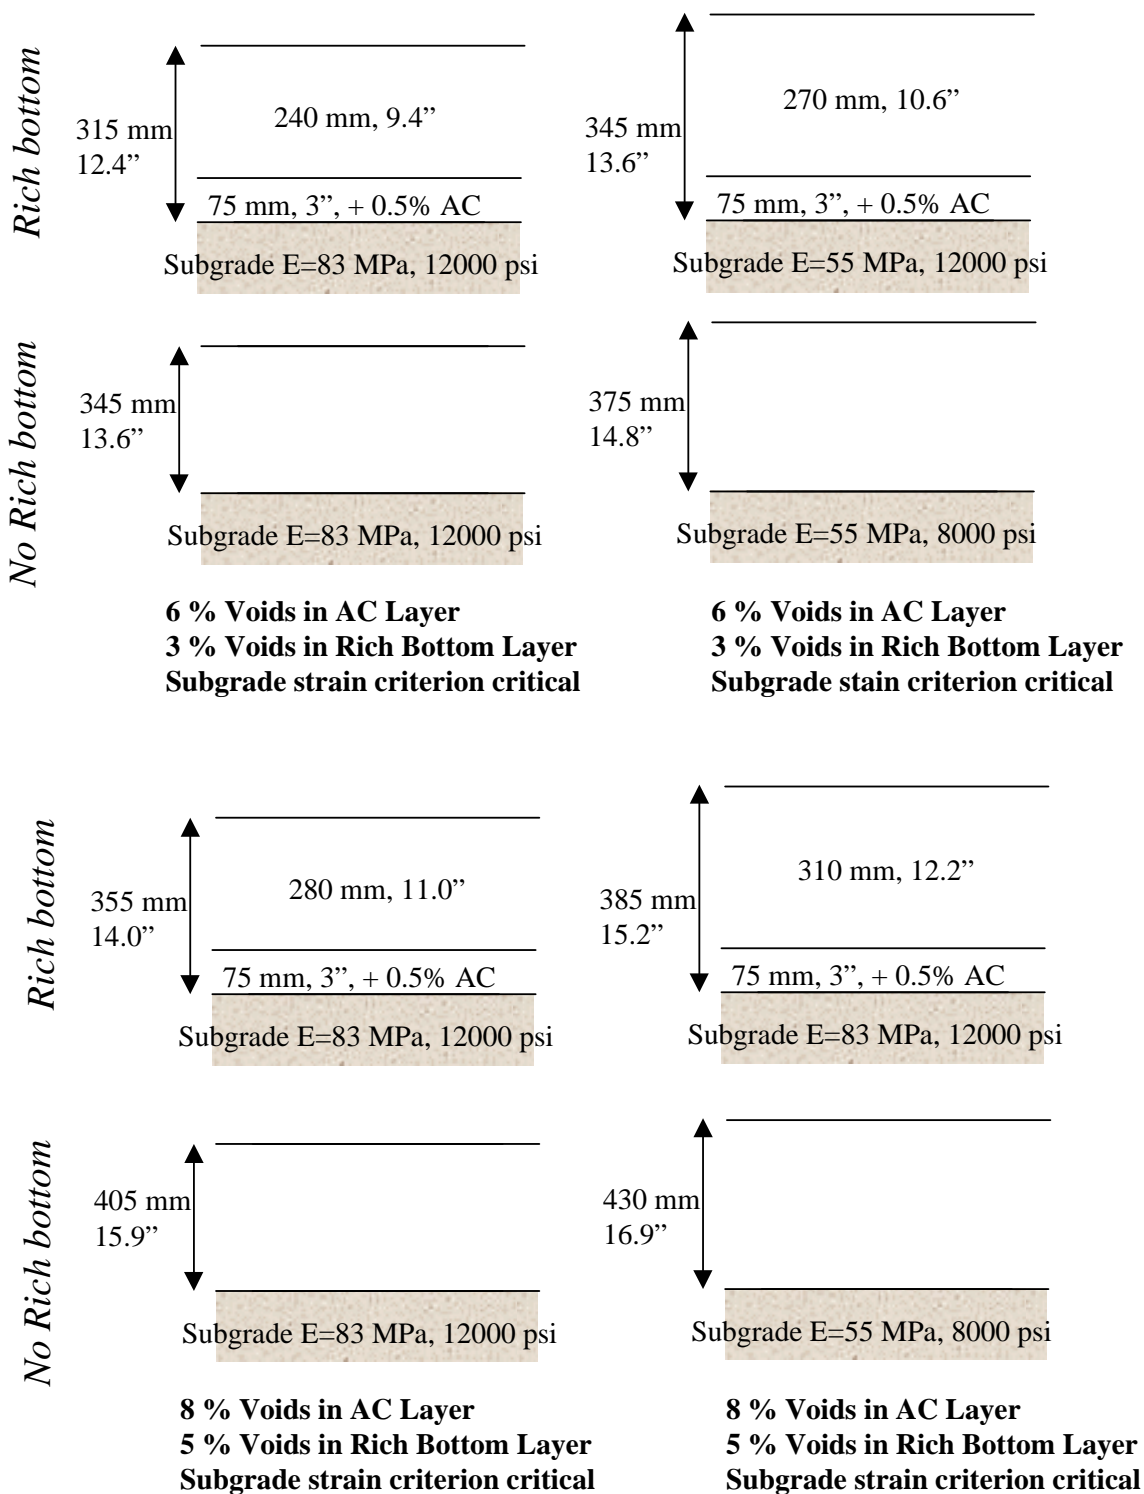 Rich bottom
315 mm
12.4”
240 mm, 9.4”
75 mm, 3”, + 0.5% AC
Subgrade E=83 MPa, 12000 psi
345 mm
13.6”
270 mm, 10.6”
75 mm, 3”, + 0.5% AC
Subgrade E=55 MPa, 12000 psi
No Rich bottom
345 mm
13.6”
Subgrade E=83 MPa, 12000 psi
375 mm
14.8”
Subgrade E=55 MPa, 8000 psi
6 % Voids in AC Layer
3 % Voids in Rich Bottom Layer
Subgrade strain criterion critical
6 % Voids in AC Layer
3 % Voids in Rich Bottom Layer
Subgrade stain criterion critical
Rich bottom
355 mm
14.0”
280 mm, 11.0”
75 mm, 3”, + 0.5% AC
Subgrade E=83 MPa, 12000 psi
385 mm
15.2”
310 mm, 12.2”
75 mm, 3”, + 0.5% AC
Subgrade E=83 MPa, 12000 psi
No Rich bottom
405 mm
15.9”
Subgrade E=83 MPa, 12000 psi
430 mm
16.9”
Subgrade E=55 MPa, 8000 psi
8 % Voids in AC Layer
5 % Voids in Rich Bottom Layer
Subgrade strain criterion critical
8 % Voids in AC Layer
5 % Voids in Rich Bottom Layer
Subgrade strain criterion critical